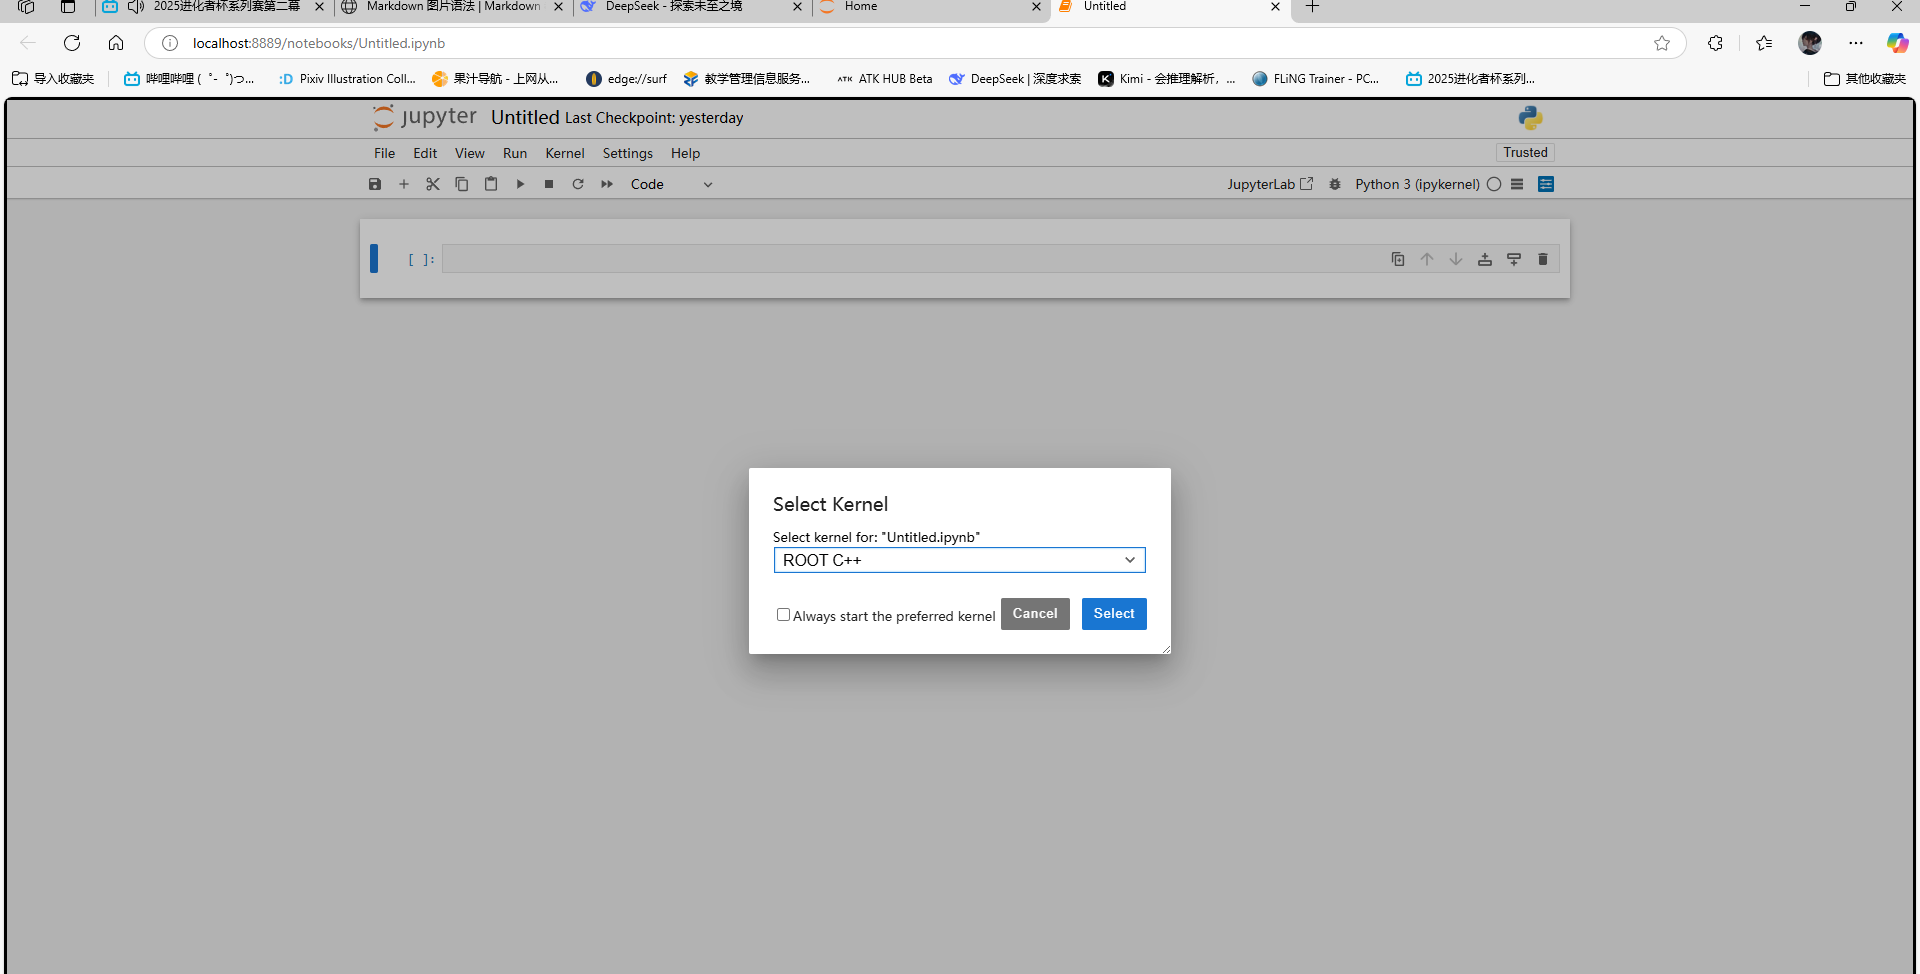 2025进化者杯系列赛第二幕
Markdown 图片语法 | Markdown
DeepSeek - 探索未至之境
Home
Untitled
localhost:8889/notebooks/Untitled.ipynb
导入收藏夹
哔哩哔哩 ( ゜- ゜)つ...
Pixiv Illustration Coll...
果汁导航 - 上网从...
edge://surf
教学管理信息服务...
ATK ATK HUB Beta
DeepSeek | 深度求索
Kimi - 会推理解析，...
FLiNG Trainer - PC...
2025进化者杯系列...
其他收藏夹
jupyter Untitled Last Checkpoint: yesterday
File Edit View Run Kernel Settings Help
Trusted
Code
JupyterLab
Python 3 (ipykernel)
[ ]:
Select Kernel
Select kernel for: "Untitled.ipynb"
ROOT C++
Always start the preferred kernel
Cancel
Select